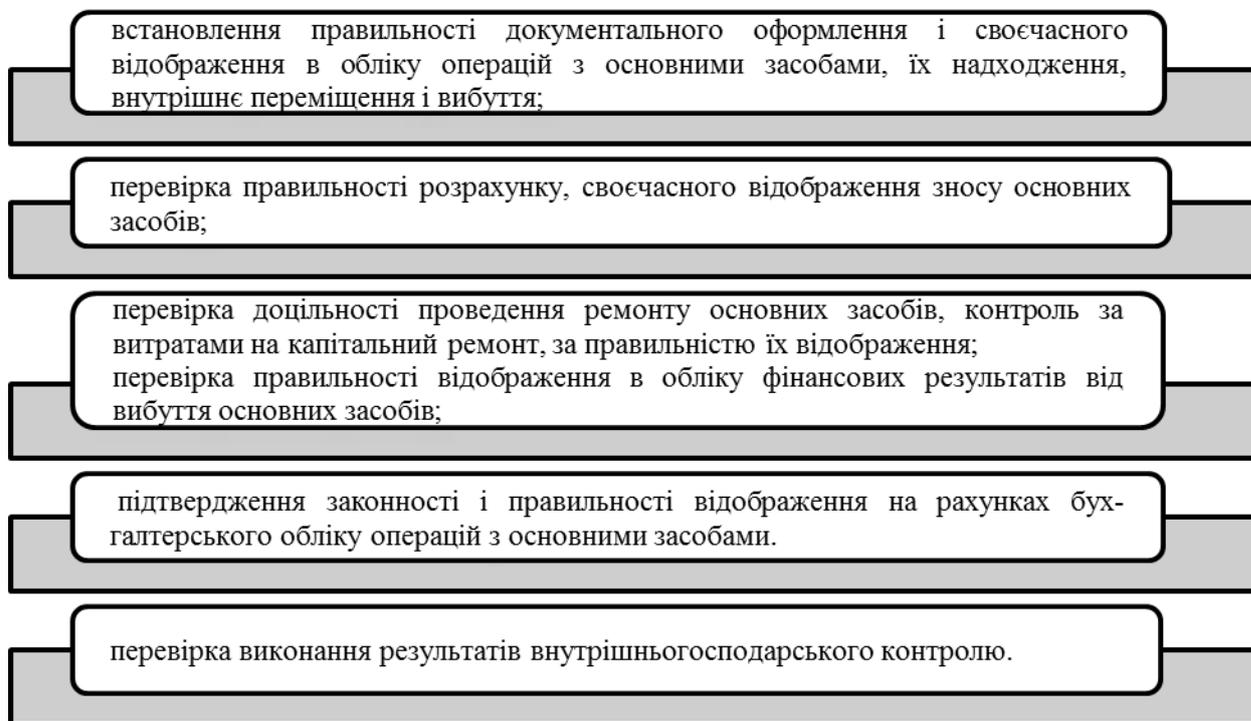 встановлення правильності документального оформлення і своєчасного
відображення в обліку операцій з основними засобами, їх надходження,
внутрішнє переміщення і вибуття;
перевірка правильності розрахунку, своєчасного відображення зносу основних
засобів;
перевірка доцільності проведення ремонту основних засобів, контроль за
витратами на капітальний ремонт, за правильністю їх відображення;
перевірка правильності відображення в обліку фінансових результатів від
вибуття основних засобів;
підтвердження законності і правильності відображення на рахунках бух-
галтерського обліку операцій з основними засобами.
перевірка виконання результатів внутрішньогосподарського контролю.